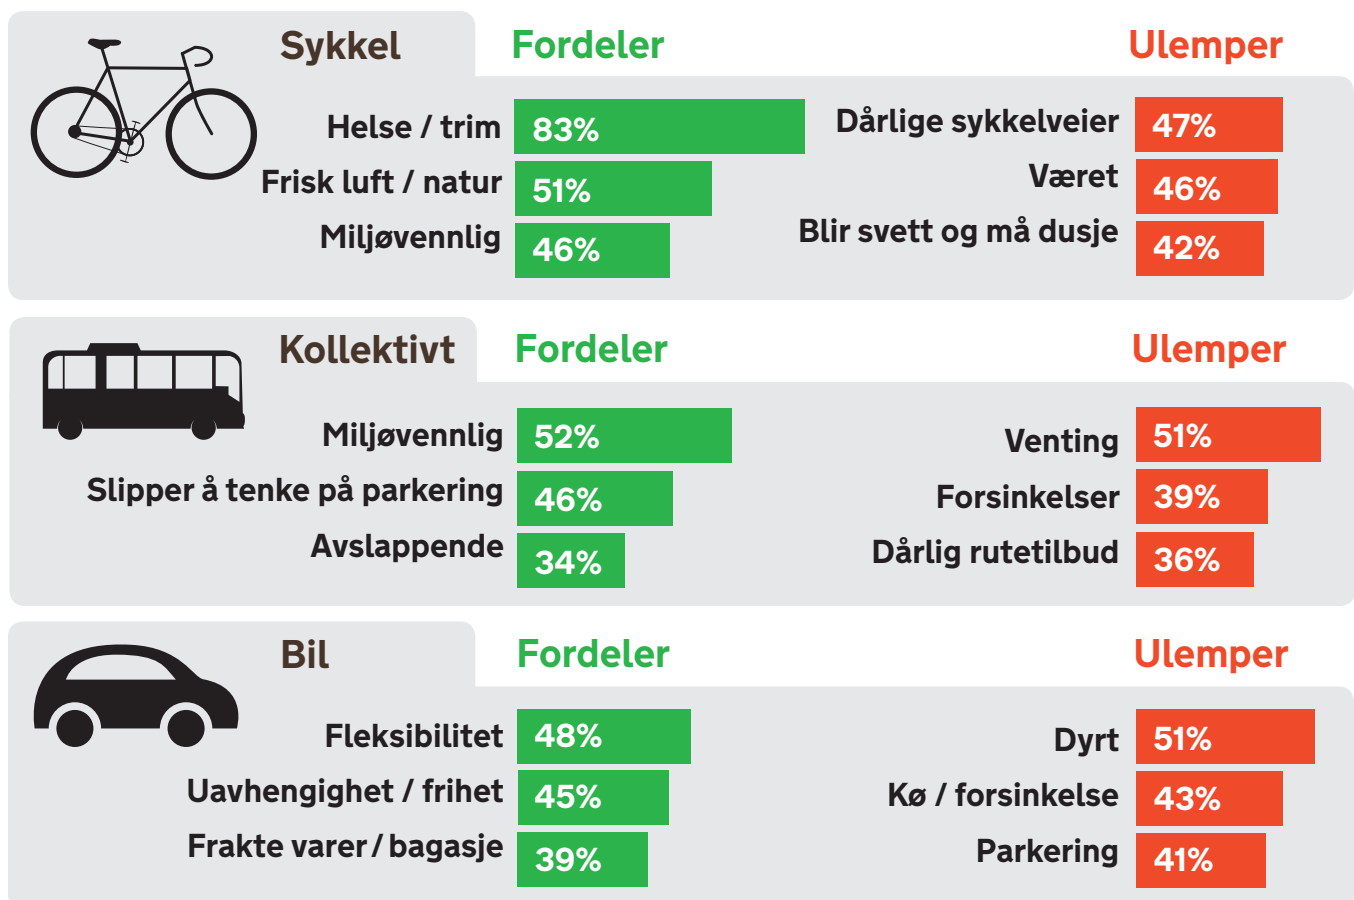 Sykkel Fordeler Ulemper
Helse / trim 83% Dårlige sykkelveier 47%
Frisk luft / natur 51% Været 46%
Miljøvennlig 46% Blir svett og må dusje 42%
Kollektivt Fordeler Ulemper
Miljøvennlig 52% Venting 51%
Slipper å tenke på parkering 46% Forsinkelser 39%
Avslappende 34% Dårlig rutetilbud 36%
Bil Fordeler Ulemper
Fleksibilitet 48% Dyrt 51%
Uavhengighet / frihet 45% Kø / forsinkelse 43%
Frakte varer / bagasje 39% Parkering 41%